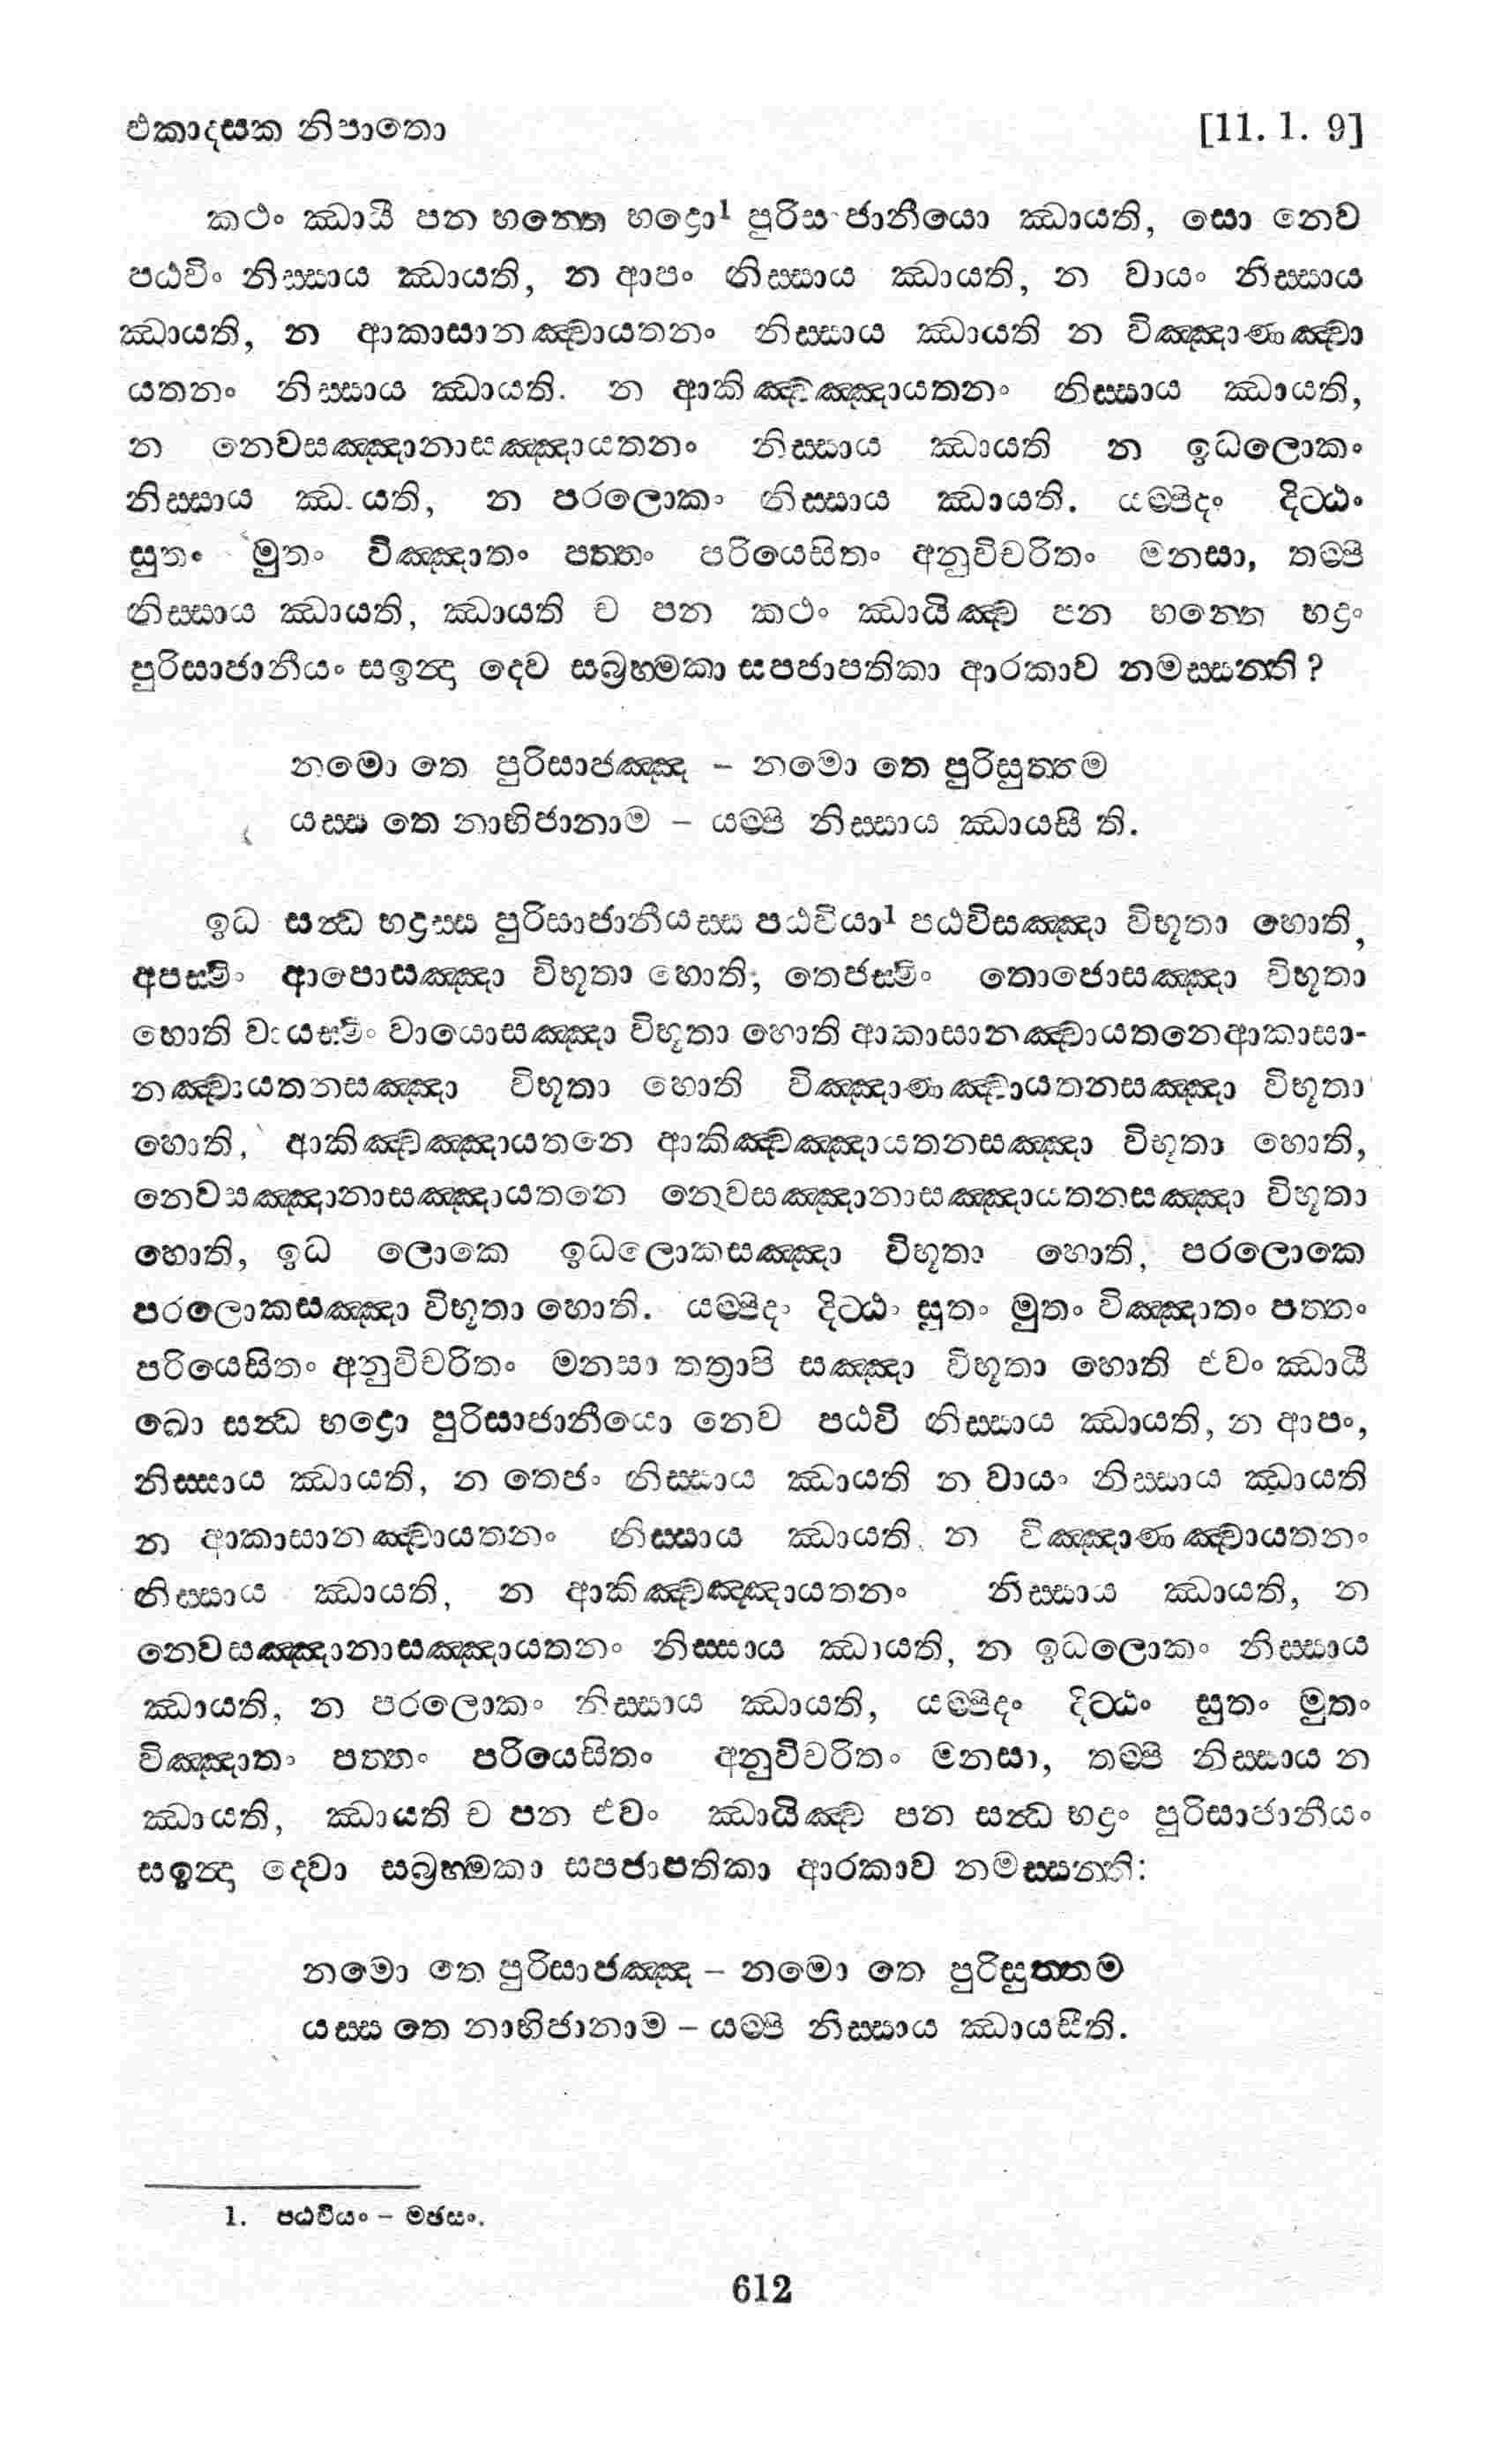 එකාදසක නිපාතො [11. 1. 9]
කථං ඣායී පන භන්තෙ භද්‍රො1 පුරිස ජානීයො ඣායති, සො නෙව
පඨවිං නිස්සාය ඣායති, න ආපං නිස්සාය ඣායති, න වායං නිස්සාය
ඣායති, න ආකාසානඤ්චායතනං නිස්සාය ඣායති න විඤ්ඤාණඤ්චා
යතනං නිස්සාය ඣායති. න ආකිඤ්චඤ්ඤායතනං නිස්සාය ඣායති,
න නෙවසඤ්ඤානාසඤ්ඤායතනං නිස්සාය ඣායති න ඉධලොකං
නිස්සාය ඣායති, න පරලොකං නිස්සාය ඣායති. යම්පිදං දිට්ඨං
සුතං මුතං විඤ්ඤාතං පත්තං පරියෙසිතං අනුවිචරිතං මනසා, තම්පි
නිස්සාය ඣායති, ඣායති ච පන කථං ඣායිඤ්ච පන භන්තෙ භද්‍රං
පුරිසාජානීයං සඉන්දා දෙව සබ්‍රහ්මකා සපජාපතිකා ආරකාව නමස්සන්ති?
නමො තෙ පුරිසාජඤ්ඤ – නමො තෙ පුරිසුත්තම
යස්ස තෙ නාභිජානාම – යම්පි නිස්සාය ඣායසී ති.
ඉධ සන්ධ භද්‍රස්ස පුරිසාජානීයස්ස පඨවියා1 පඨවිසඤ්ඤා විභූතා හොති,
අපස්මිං ආපොසඤ්ඤා විභූතා හොති; තෙජස්මිං තොජොසඤ්ඤා විභූතා
හොති වායස්මිං වායොසඤ්ඤා විභූතා හොති ආකාසානඤ්චායතනෙආකාසා-
නඤ්චායතනසඤ්ඤා විභූතා හොති විඤ්ඤාණඤ්චායතනසඤ්ඤා විභූතා
හොති, ආකිඤ්චඤ්ඤායතනෙ ආකිඤ්චඤ්ඤායතනසඤ්ඤා විභූතා හොති,
නෙවසඤ්ඤානාසඤ්ඤායතනෙ නෙවසඤ්ඤානාසඤ්ඤායතනසඤ්ඤා විභූතා
හොති, ඉධ ලොකෙ ඉධලොකසඤ්ඤා විභූතා හොති, පරලොකෙ
පරලොකසඤ්ඤා විභූතා හොති. යම්පිදං දිට්ඨං සුතං මුතං විඤ්ඤාතං පත්තං
පරියෙසිතං අනුවිචරිතං මනසා තත්‍රාපි සඤ්ඤා විභූතා හොති එවං ඣායී
ඛො සන්ධ භද්‍රො පුරිසාජානීයො නෙව පඨවි නිස්සාය ඣායති, න ආපං,
නිස්සාය ඣායති, න තෙජං නිස්සාය ඣායති න වායං නිස්සාය ඣායති
න ආකාසානඤ්චායතනං නිස්සාය ඣායති, න විඤ්ඤාණඤ්චායතනං
නිස්සාය ඣායති, න ආකිඤ්චඤ්ඤායතනං නිස්සාය ඣායති, න
නෙවසඤ්ඤානාසඤ්ඤායතනං නිස්සාය ඣායති, න ඉධලොකං නිස්සාය
ඣායති, න පරලොකං නිස්සාය ඣායති, යම්පිදං දිට්ඨං සුතං මුතං
විඤ්ඤාතං පත්තං පරියෙසිතං අනුවිචරිතං මනසා, තම්පි නිස්සාය න
ඣායති, ඣායති ච පන එවං ඣායිඤ්ච පන සන්ධ භද්‍රං පුරිසාජානීයං
සඉන්දා දෙවා සබ්‍රහ්මකා සපජාපතිකා ආරකාව නමස්සන්ති:
නමො තෙ පුරිසාජඤ්ඤ – නමො තෙ පුරිසුත්තම
යස්ස තෙ නාභිජානාම – යම්පි නිස්සාය ඣායසීති.
1. පඨවියං – මඡසං.
612